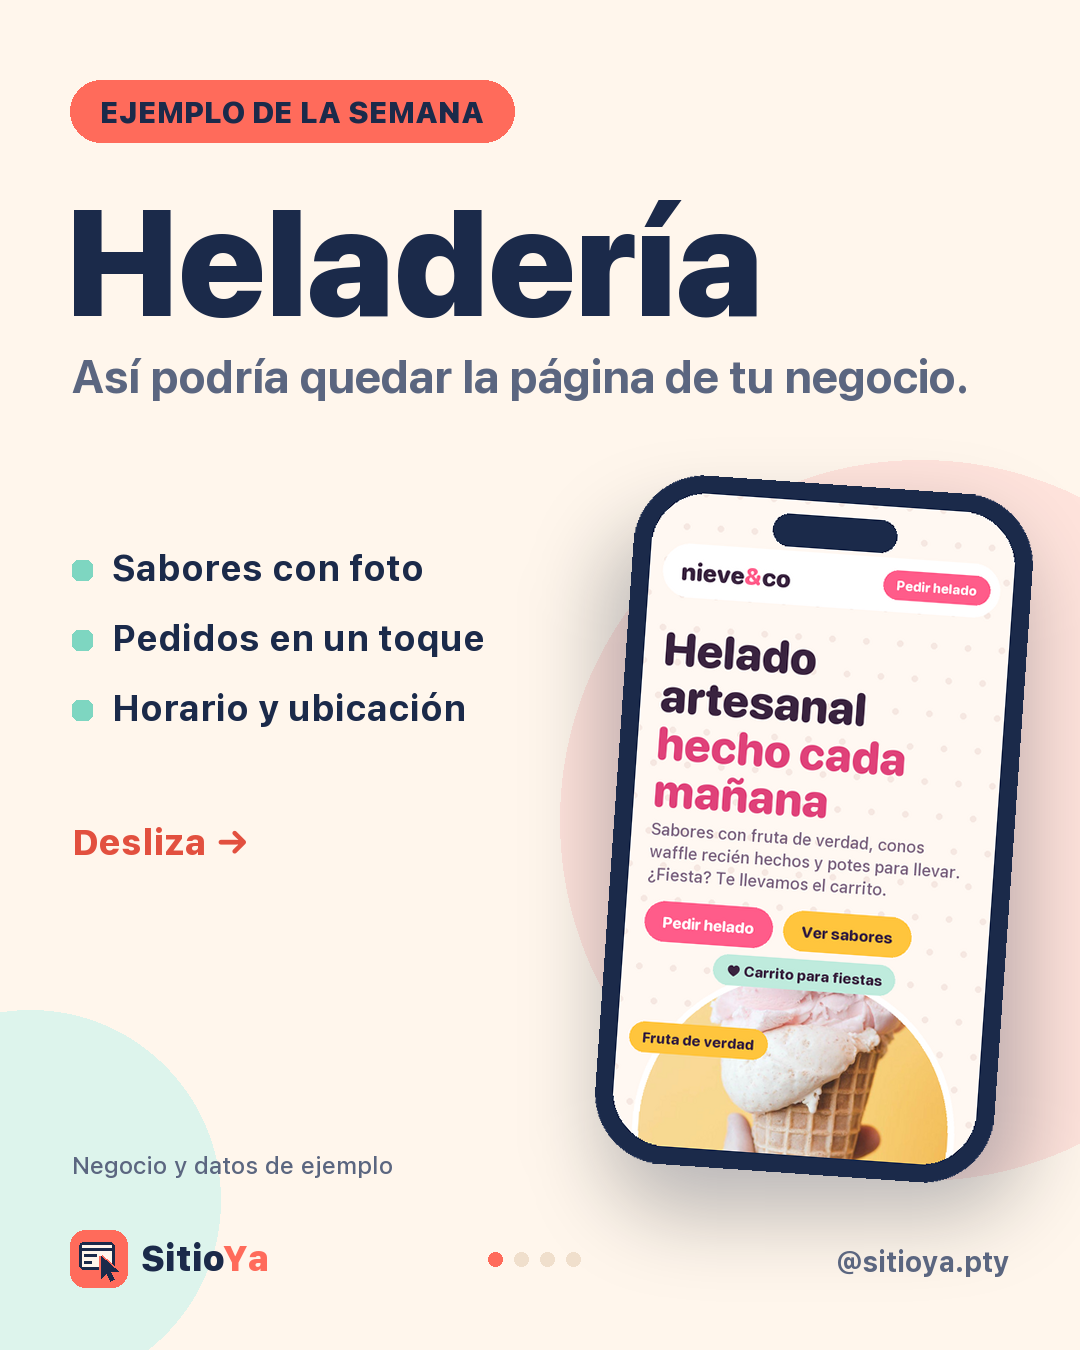 EJEMPLO DE LA SEMANA
Heladería
Así podría quedar la página de tu negocio.
Sabores con foto
Pedidos en un toque
Horario y ubicación
Desliza →
nieve&co
Pedir helado
Helado
artesanal
hecho cada
mañana
Sabores con fruta de verdad, conos
waffle recién hechos y potes para llevar.
¿Fiesta? Te llevamos el carrito.
Pedir helado
Ver sabores
Carrito para fiestas
Fruta de verdad
Negocio y datos de ejemplo
SitioYa
@sitioya.pty